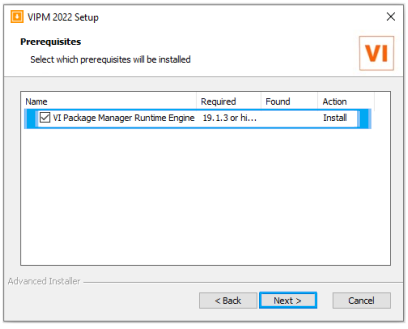 VIPM 2022 Setup
Prerequisites
Select which prerequisites will be installed
VI
Name Required Found Action
VI Package Manager Runtime Engine 19.1.3 or hi... Install
Advanced Installer
< Back Next > Cancel